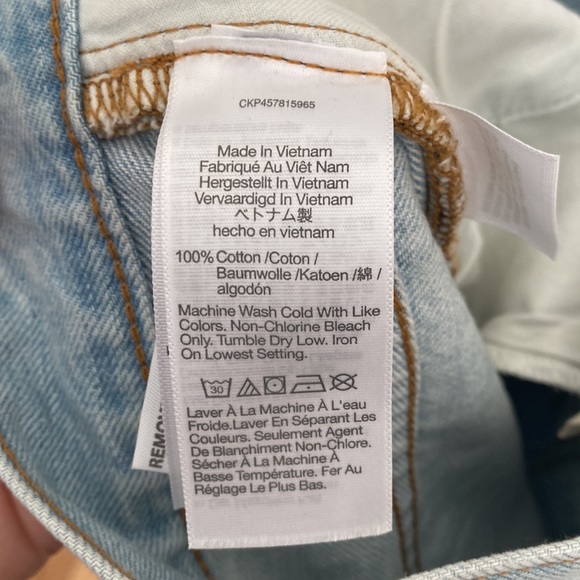 CKP457815965
Made In Vietnam
Fabriqué Au Viêt Nam
Hergestellt In Vietnam
Vervaardigd In Vietnam
ベトナム製
hecho en vietnam
100% Cotton /Coton /
Baumwolle /Katoen /綿 /
algodón
Machine Wash Cold With Like
Colors. Non-Chlorine Bleach
Only. Tumble Dry Low. Iron
On Lowest Setting.
30
Laver À La Machine À L'eau
Froide.Laver En Séparant Les
Couleurs. Seulement Agent
De Blanchiment Non-Chlore.
Sécher À La Machine À
Basse Température. Fer Au
Réglage Le Plus Bas.